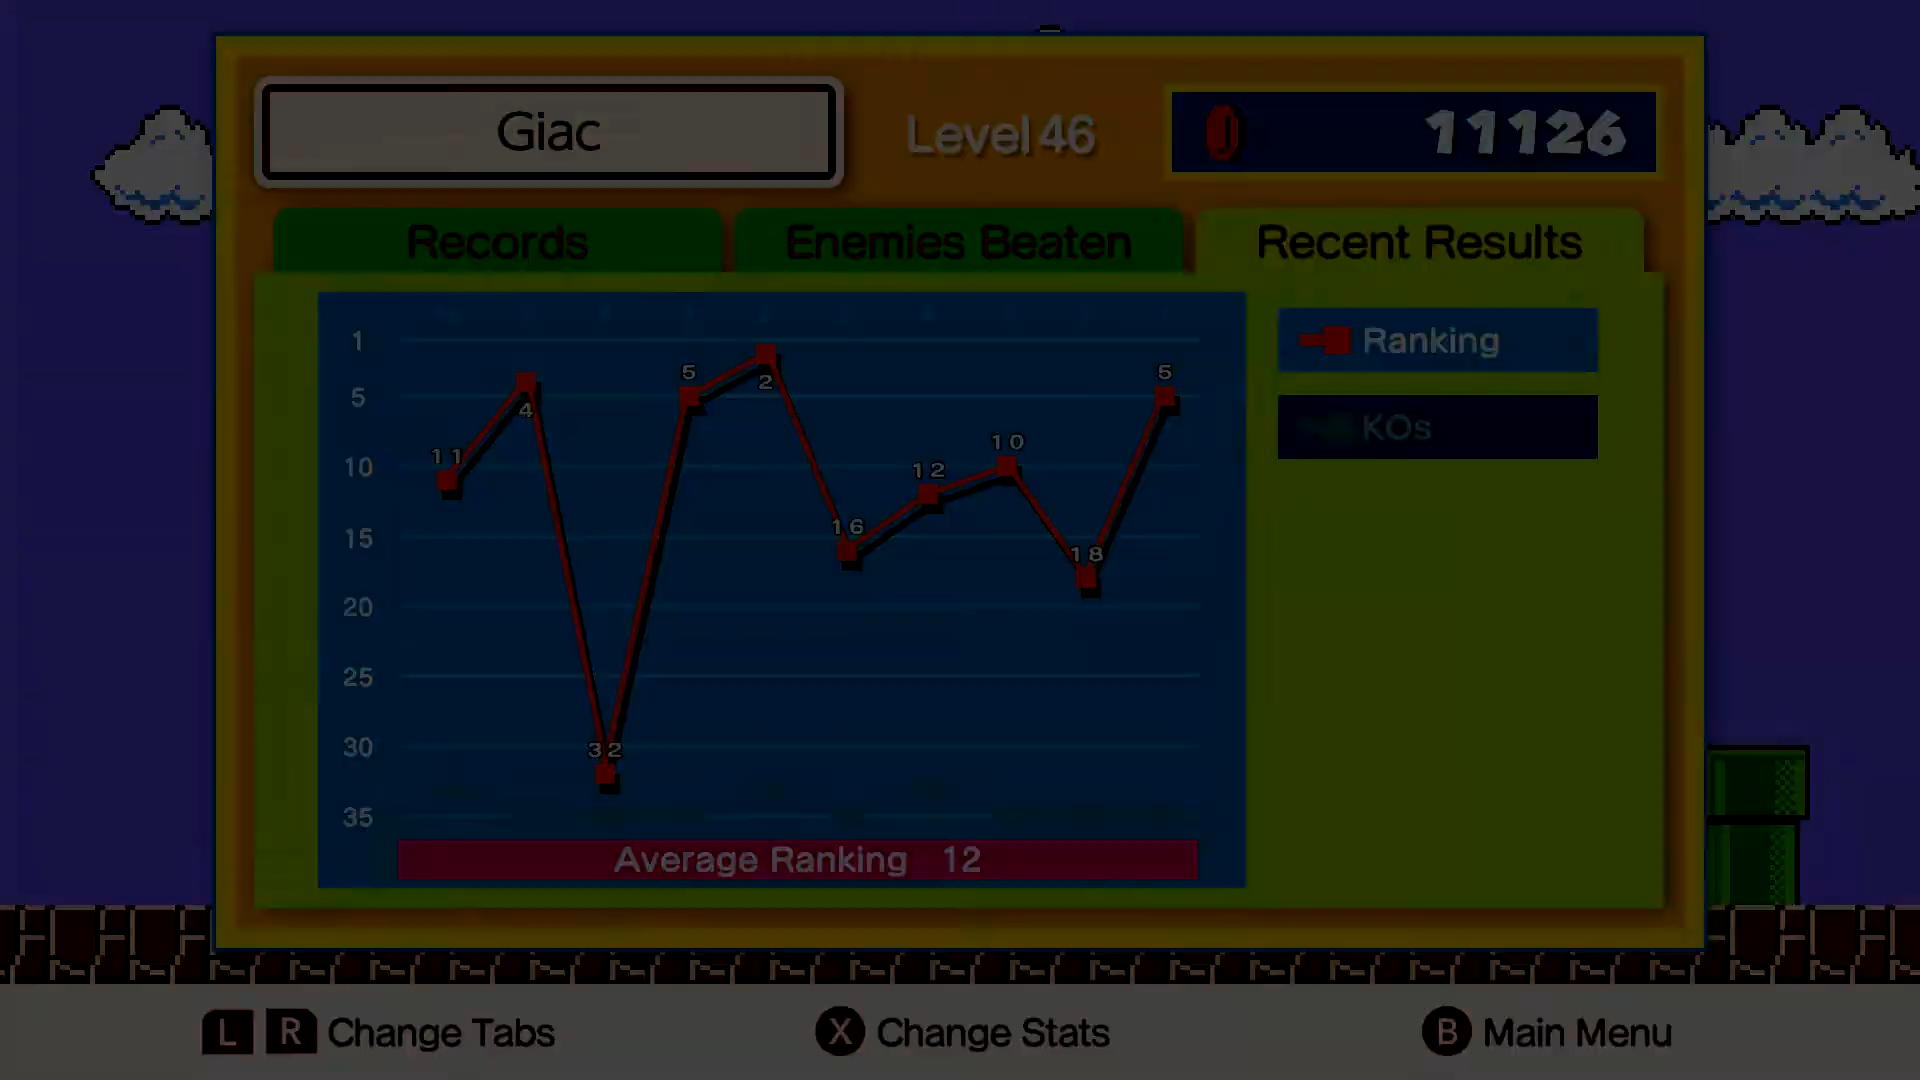 Giac
Level 46
11126
Records
Enemies Beaten
Recent Results
1
5
10
15
20
25
30
35
11
4
32
5
2
16
12
10
18
5
Average Ranking 12
Ranking
KOs
L R Change Tabs
X Change Stats
B Main Menu